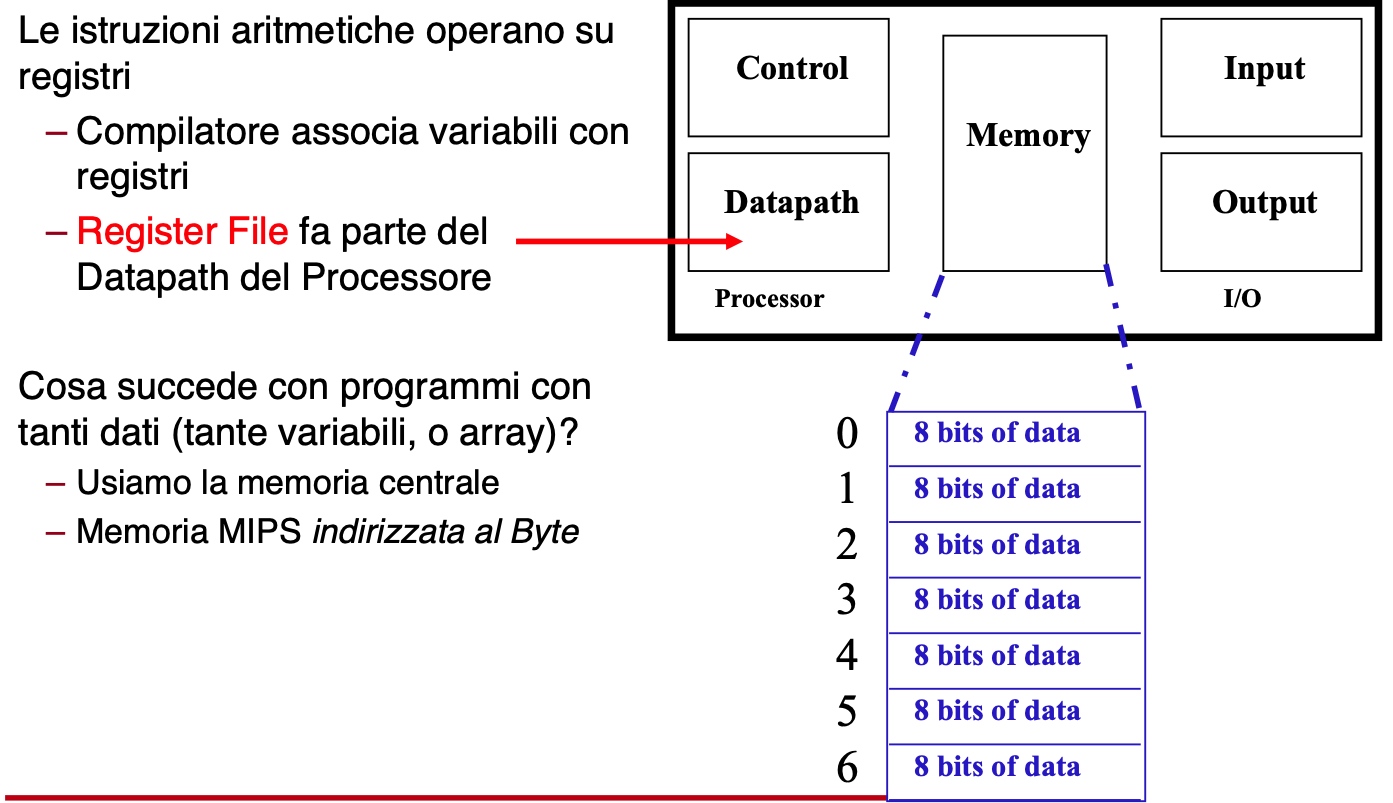 Le istruzioni aritmetiche operano su
registri
– Compilatore associa variabili con
registri
– Register File fa parte del
Datapath del Processore
Cosa succede con programmi con
tanti dati (tante variabili, o array)?
– Usiamo la memoria centrale
– Memoria MIPS indirizzata al Byte
Control
Datapath
Processor
Memory
Input
Output
I/O
0 8 bits of data
1 8 bits of data
2 8 bits of data
3 8 bits of data
4 8 bits of data
5 8 bits of data
6 8 bits of data